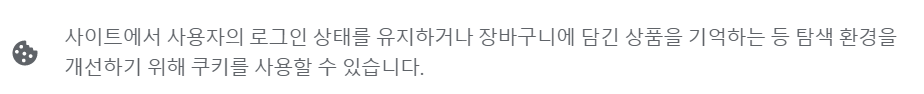 사이트에서 사용자의 로그인 상태를 유지하거나 장바구니에 담긴 상품을 기억하는 등 탐색 환경을
개선하기 위해 쿠키를 사용할 수 있습니다.